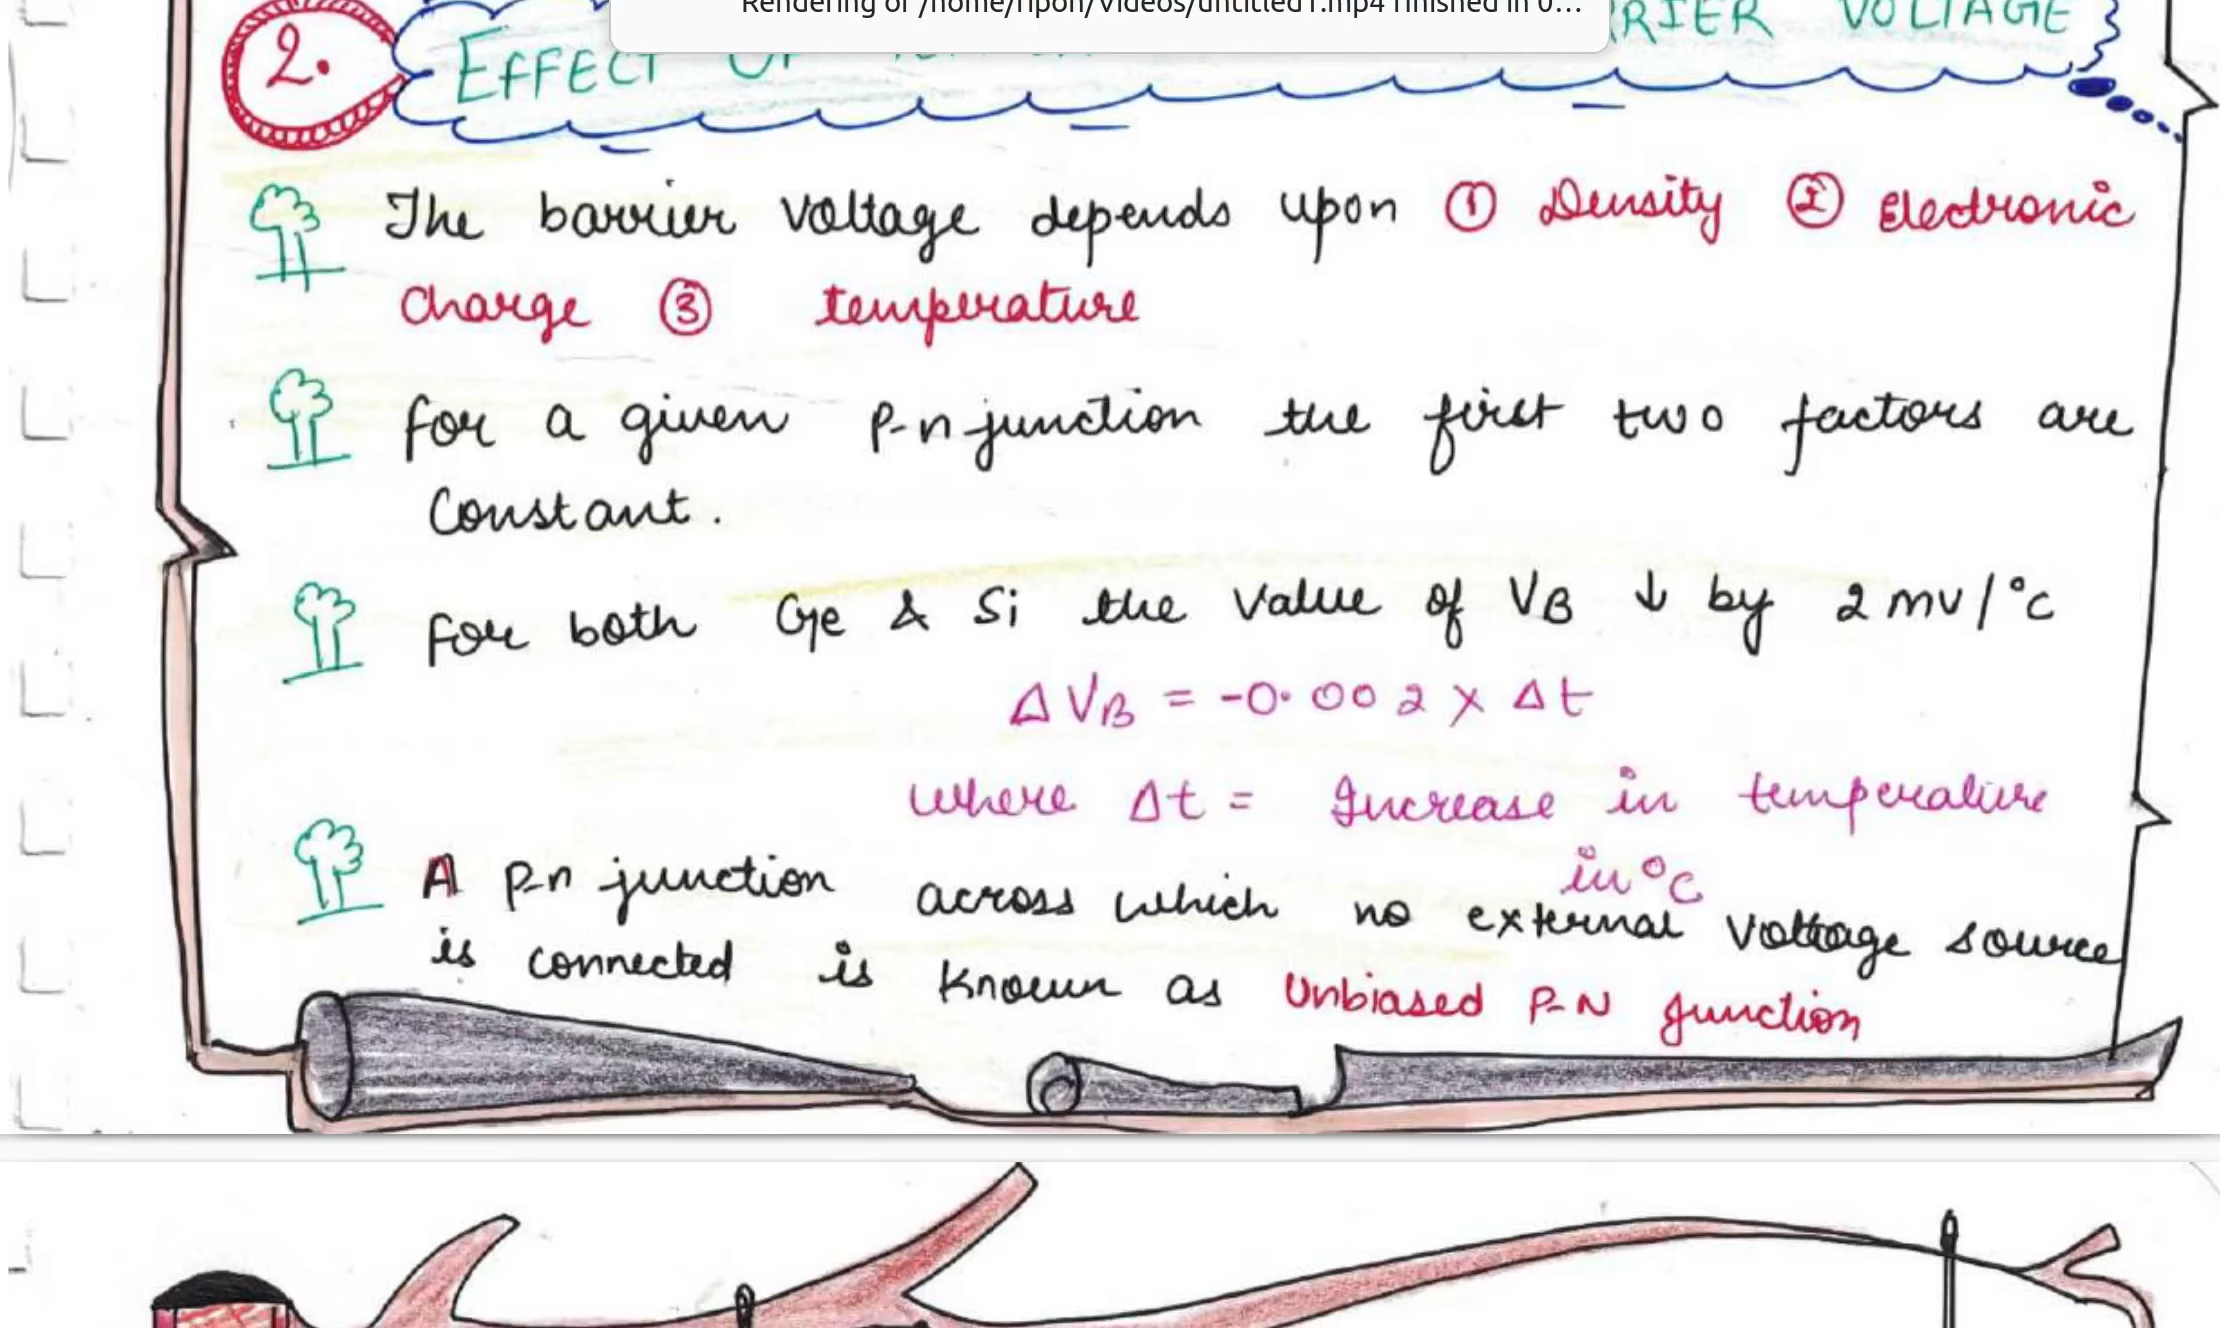 Rendering of /home/ripon/Videos/untitled1.mp4 finished in 0...
2. EFFECT OF RRIER VOLTAGE
The barrier voltage depends upon ① Density ② Electronic
charge ③ temperature
for a given P-n junction the first two factors are
Constant.
for both Ge & Si the value of VB ↓ by 2 mv/°c
Δ VB = -0.002 x Δt
where Δt = Increase in temperature
in °c
A p-n junction across which no external voltage source
is connected is known as Unbiased P-N junction